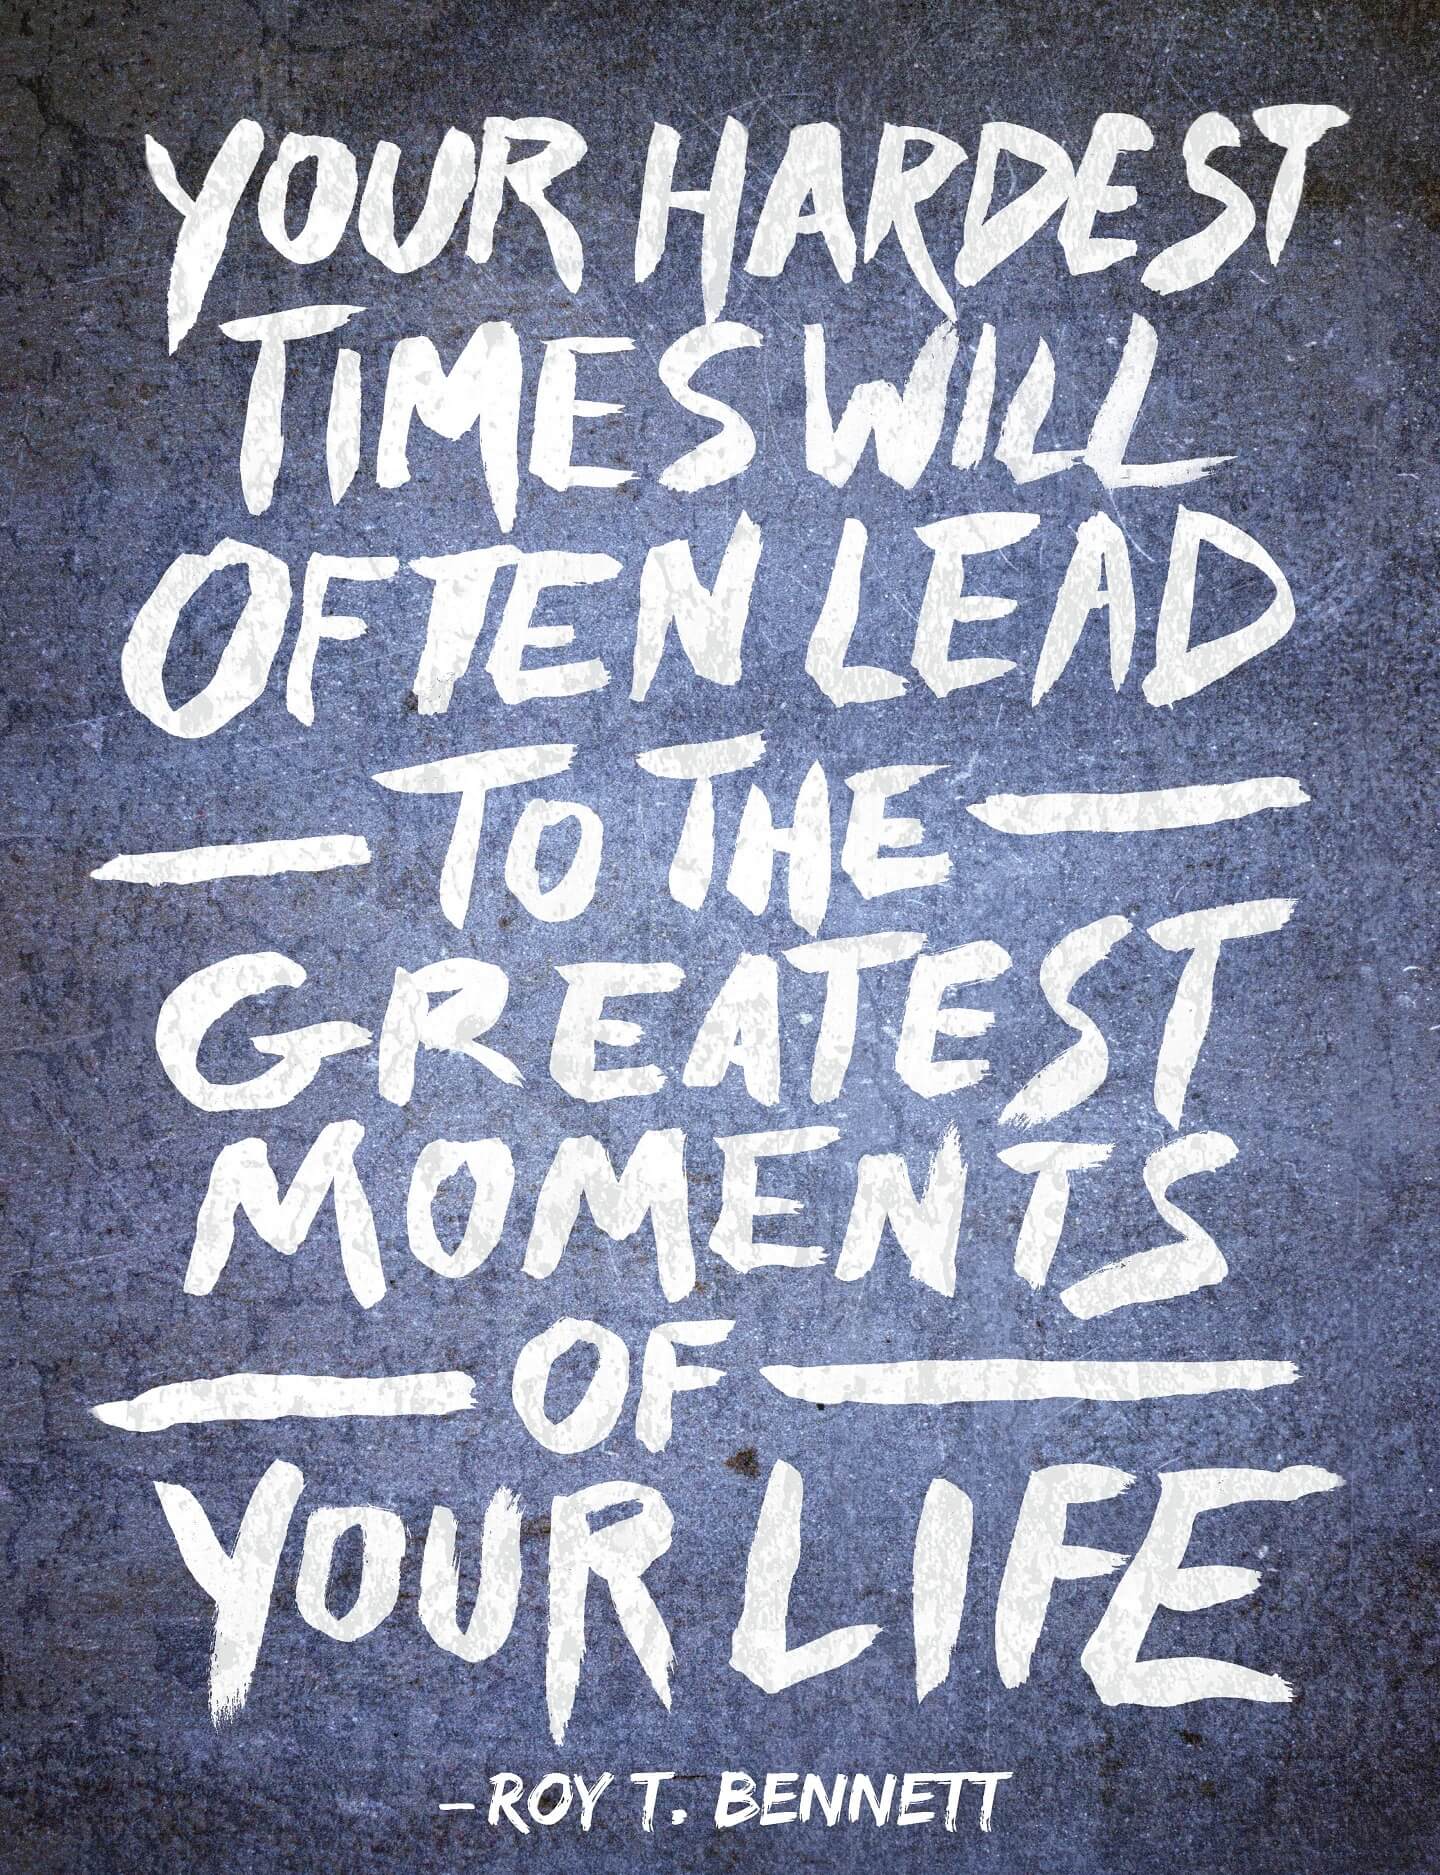 YOUR HARDEST
TIMES WILL
OFTEN LEAD
TO THE
GREATEST
MOMENTS
OF
YOUR LIFE
–ROY T. BENNETT